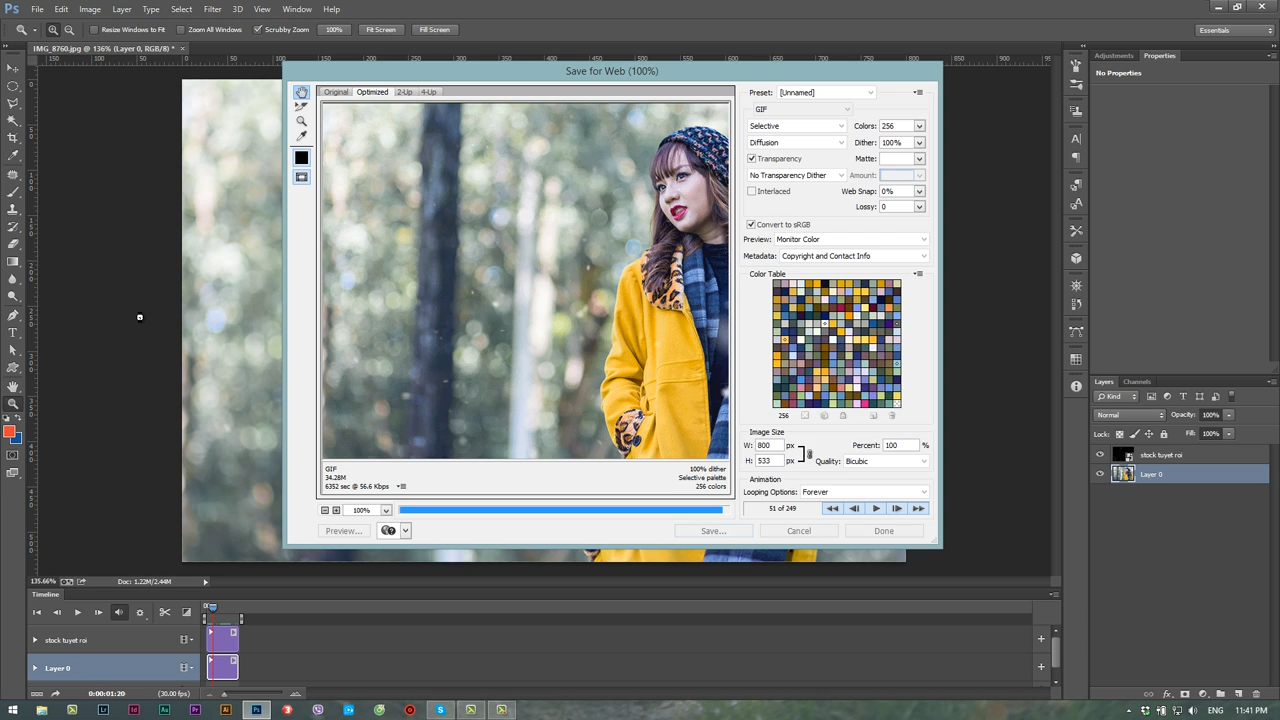 Ps File Edit Image Layer Type Select Filter 3D View Window Help
Resize Windows to Fit Zoom All Windows Scrubby Zoom 100% Fit Screen Fill Screen Essentials
IMG_8760.jpg @ 136% (Layer 0, RGB/8) * ×
Save for Web (100%)
Adjustments Properties
No Properties
Original Optimized 2-Up 4-Up
Preset: [Unnamed]
GIF
Selective Colors: 256
Diffusion Dither: 100%
Transparency Matte:
No Transparency Dither Amount:
Interlaced Web Snap: 0%
Lossy: 0
Convert to sRGB
Preview: Monitor Color
Metadata: Copyright and Contact Info
Color Table
256
Image Size
W: 800 px Percent: 100 %
H: 533 px Quality: Bicubic
Animation
Looping Options: Forever
51 of 249
GIF 100% dither
34.28M Selective palette
6352 sec @ 56.6 Kbps 256 colors
100%
Preview... Save... Cancel Done
Layers Channels
Kind
Normal Opacity: 100%
Lock: Fill: 100%
stock tuyet roi
Layer 0
135.66% Doc: 1.22M/2.44M
Timeline
stock tuyet roi
Layer 0
0:00:01:20 (30.00 fps)
Lr Id Au Pr Ai Ps ENG 11:41 PM